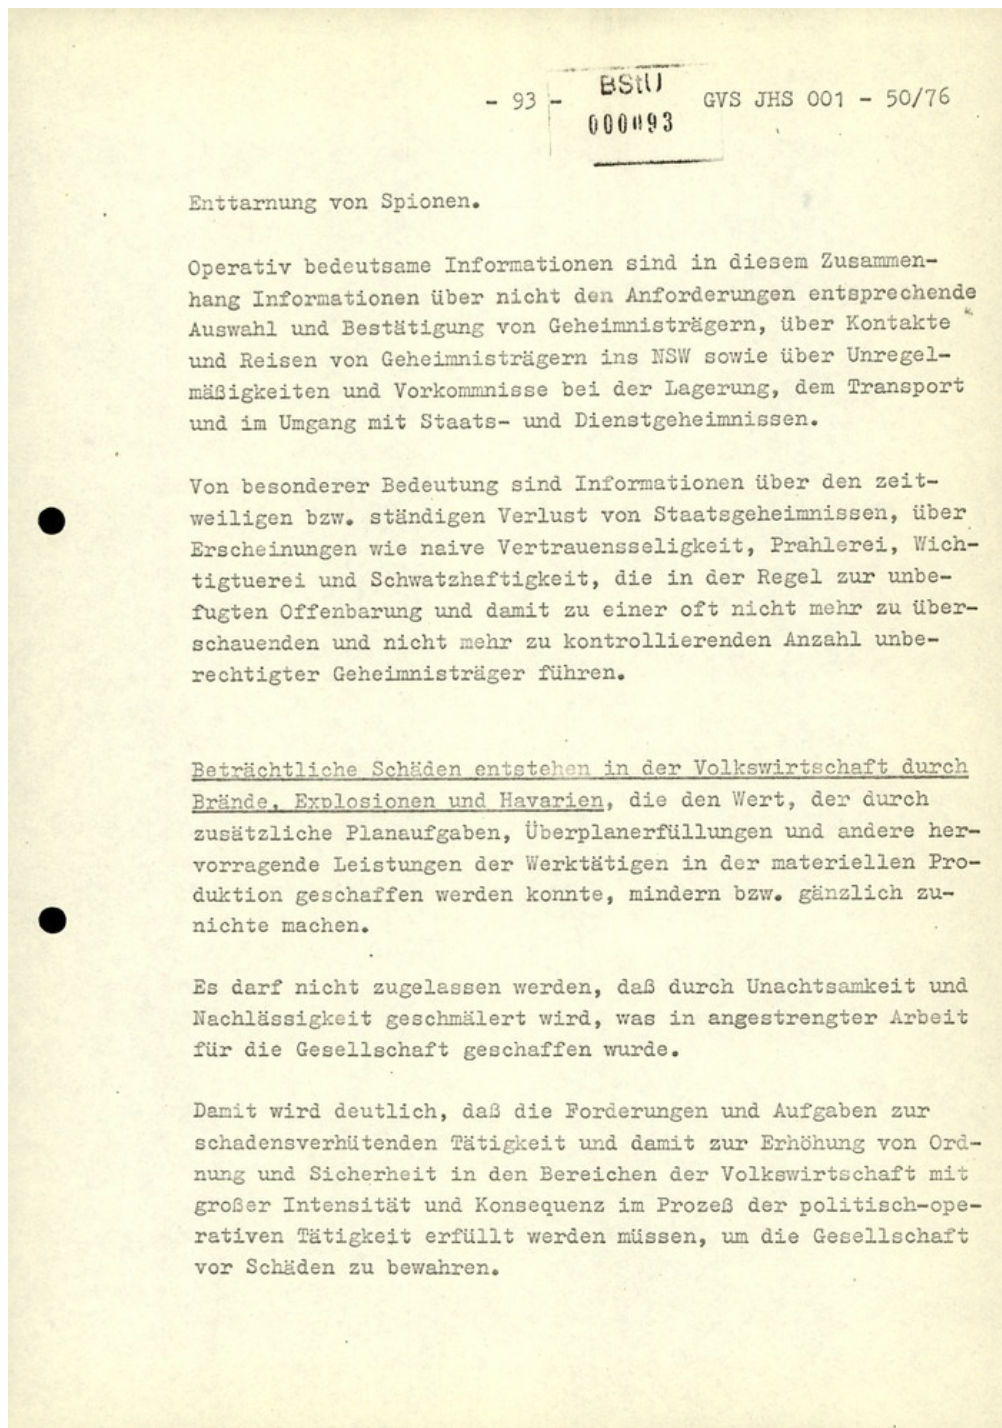 - 93 -
BStU
000093
GVS JHS 001 - 50/76
Enttarnung von Spionen.
Operativ bedeutsame Informationen sind in diesem Zusammen-
hang Informationen über nicht den Anforderungen entsprechende
Auswahl und Bestätigung von Geheimnisträgern, über Kontakte
und Reisen von Geheimnisträgern ins NSW sowie über Unregel-
mäßigkeiten und Vorkommnisse bei der Lagerung, dem Transport
und im Umgang mit Staats- und Dienstgeheimnissen.
Von besonderer Bedeutung sind Informationen über den zeit-
weiligen bzw. ständigen Verlust von Staatsgeheimnissen, über
Erscheinungen wie naive Vertrauensseligkeit, Prahlerei, Wich-
tigtuerei und Schwatzhaftigkeit, die in der Regel zur unbe-
fugten Offenbarung und damit zu einer oft nicht mehr zu über-
schauenden und nicht mehr zu kontrollierenden Anzahl unbe-
rechtigter Geheimnisträger führen.
Beträchtliche Schäden entstehen in der Volkswirtschaft durch
Brände, Explosionen und Havarien, die den Wert, der durch
zusätzliche Planaufgaben, Überplanerfüllungen und andere her-
vorragende Leistungen der Werktätigen in der materiellen Pro-
duktion geschaffen werden konnte, mindern bzw. gänzlich zu-
nichte machen.
Es darf nicht zugelassen werden, daß durch Unachtsamkeit und
Nachlässigkeit geschmälert wird, was in angestrengter Arbeit
für die Gesellschaft geschaffen wurde.
Damit wird deutlich, daß die Forderungen und Aufgaben zur
schadensverhütenden Tätigkeit und damit zur Erhöhung von Ord-
nung und Sicherheit in den Bereichen der Volkswirtschaft mit
großer Intensität und Konsequenz im Prozeß der politisch-ope-
rativen Tätigkeit erfüllt werden müssen, um die Gesellschaft
vor Schäden zu bewahren.